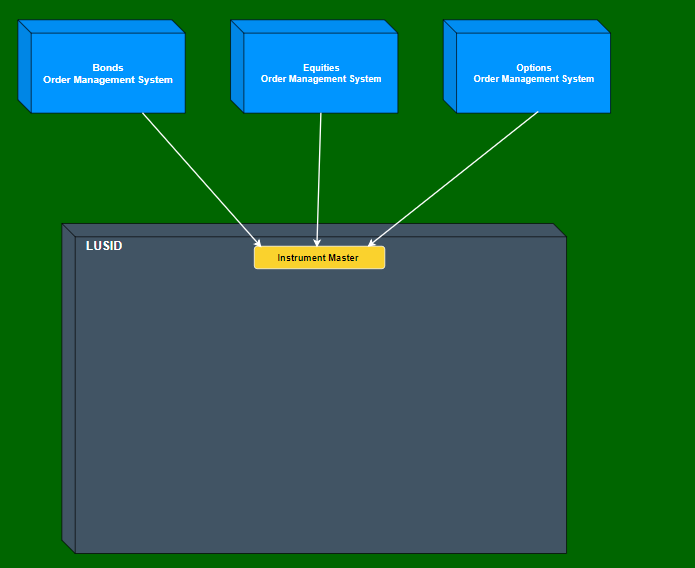 Bonds
Order Management System
Equities
Order Management System
Options
Order Management System
LUSID
Instrument Master